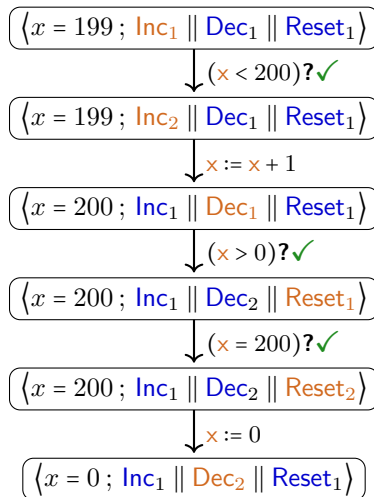 ⟨x = 199 ; Inc₁ || Dec₁ || Reset₁⟩
(x < 200)?✓
⟨x = 199 ; Inc₂ || Dec₁ || Reset₁⟩
x := x + 1
⟨x = 200 ; Inc₁ || Dec₁ || Reset₁⟩
(x > 0)?✓
⟨x = 200 ; Inc₁ || Dec₂ || Reset₁⟩
(x = 200)?✓
⟨x = 200 ; Inc₁ || Dec₂ || Reset₂⟩
x := 0
⟨x = 0 ; Inc₁ || Dec₂ || Reset₁⟩